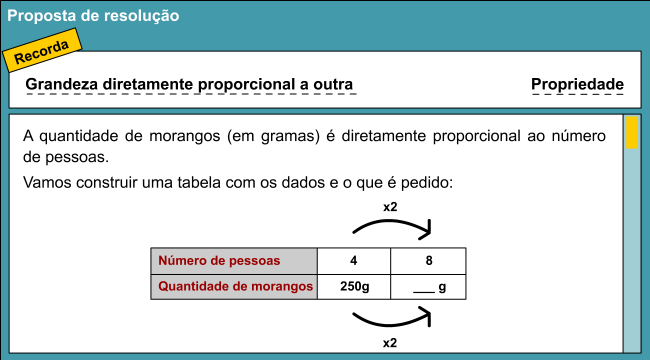 Proposta de resolução
Recorda
Grandeza diretamente proporcional a outra Propriedade
A quantidade de morangos (em gramas) é diretamente proporcional ao número
de pessoas.
Vamos construir uma tabela com os dados e o que é pedido:
x2
Número de pessoas 4 8
Quantidade de morangos 250g ___ g
x2